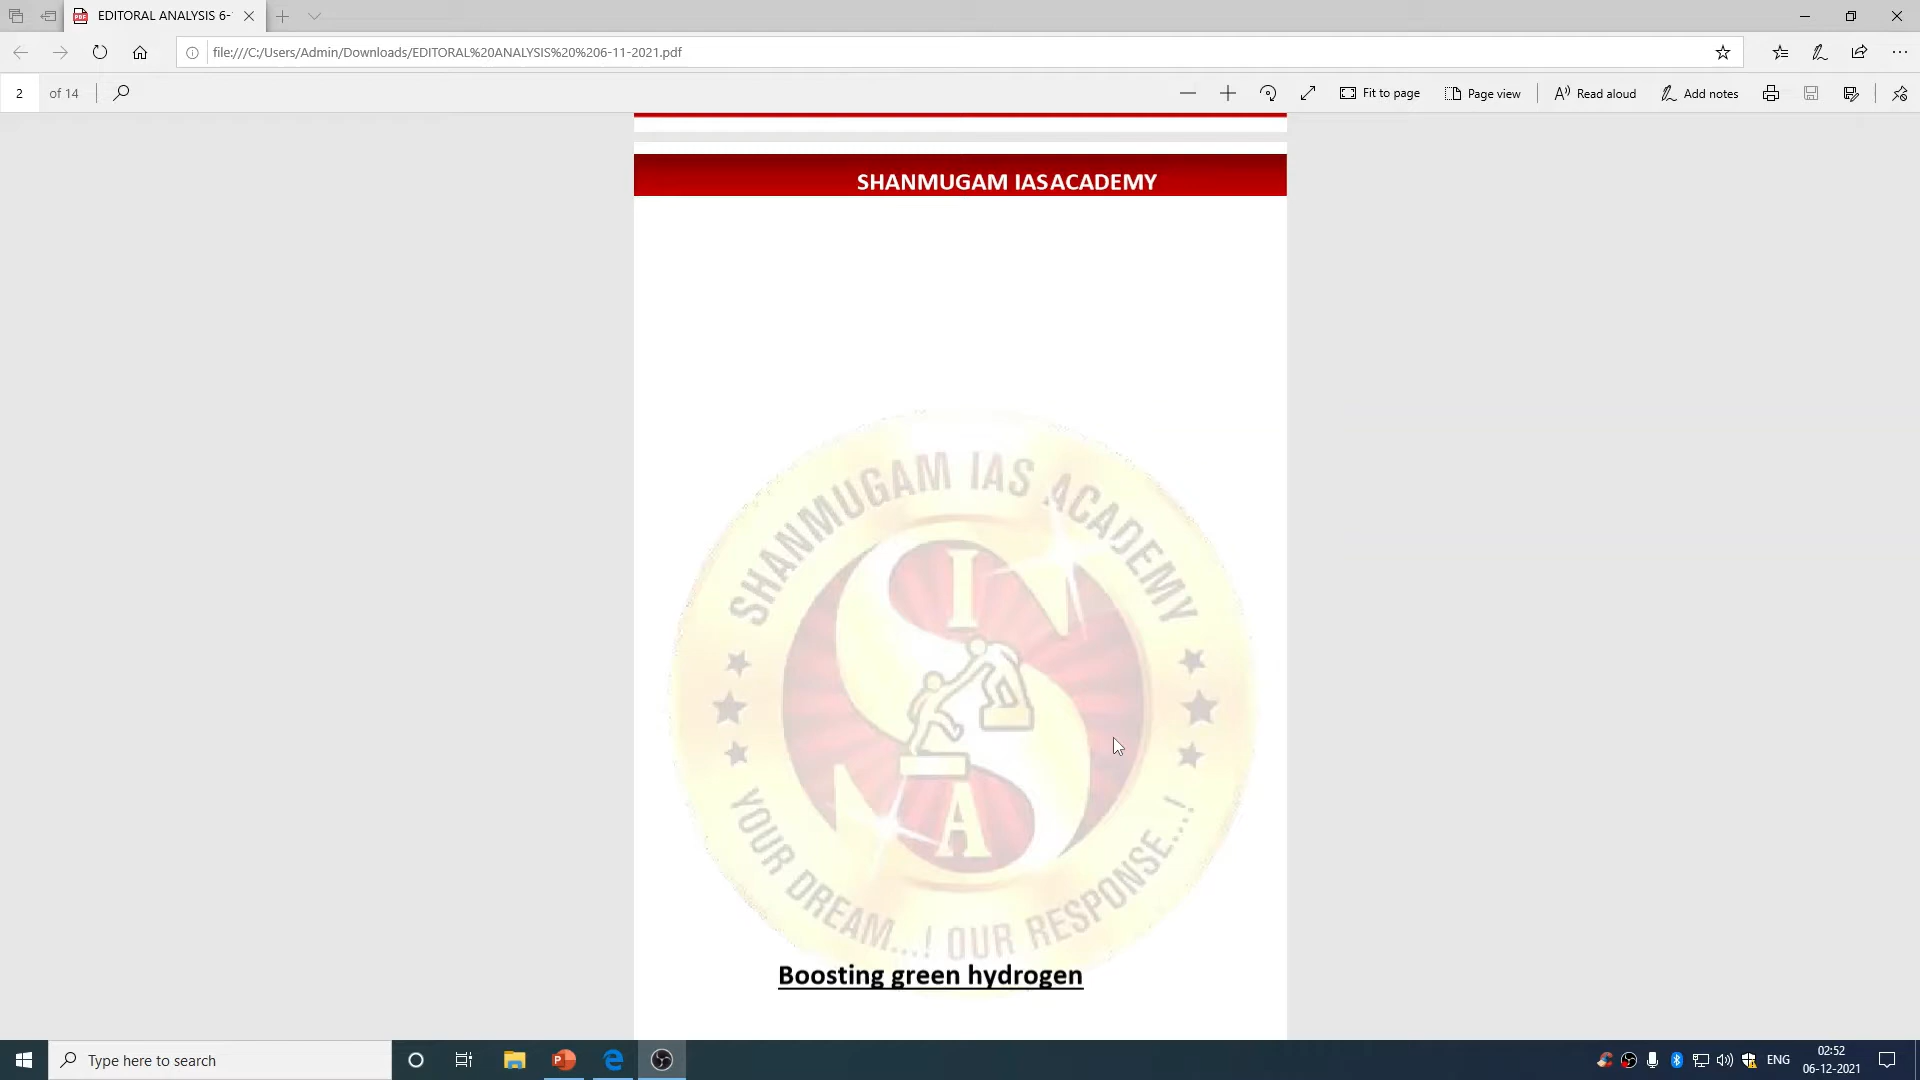 EDITORAL ANALYSIS 6-
file:///C:/Users/Admin/Downloads/EDITORAL%20ANALYSIS%20%206-11-2021.pdf
2 of 14
Fit to page
Page view
Read aloud
Add notes
SHANMUGAM IAS ACADEMY
SHANMUGAM IAS ACADEMY
I
A
YOUR DREAM...! OUR RESPONSE...!
Boosting green hydrogen
Type here to search
ENG
02:52
06-12-2021